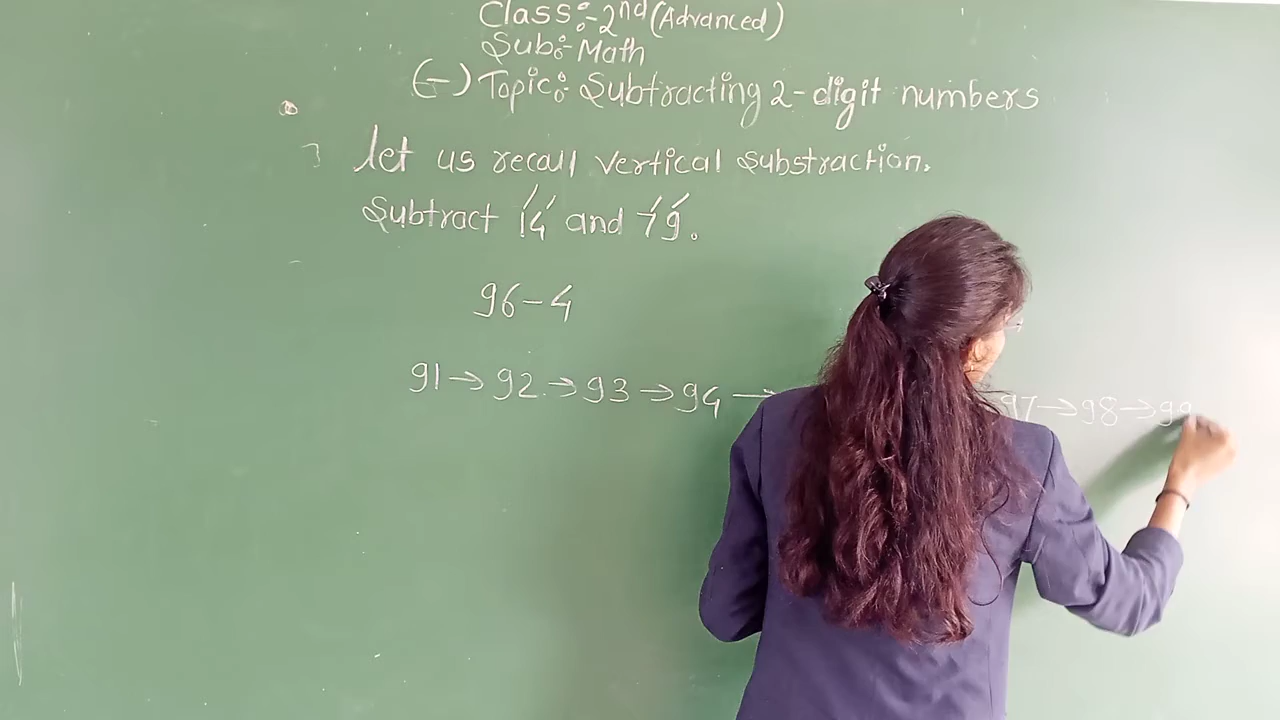 Class:-2nd (Advanced)
Sub:- Math
(-) Topic:- Subtracting 2-digit numbers
let us recall vertical substraction.
Subtract 14 and 79.
96-4
91→92→93→94→ 97→98→99